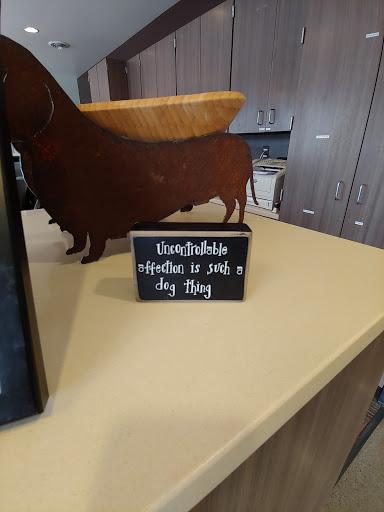 Uncontrollable
affection is such a
dog thing